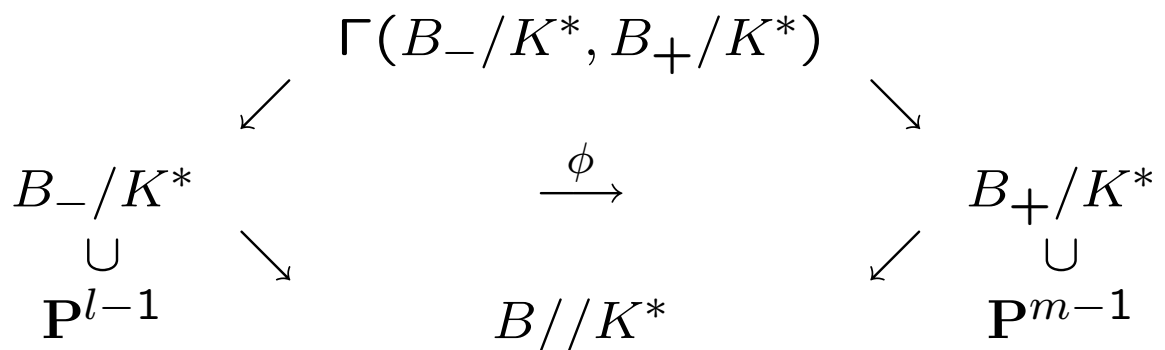 Γ(B₋/K*, B₊/K*)
↙ ↘
B₋/K* →^ϕ B₊/K*
∪ ↘ ↙ ∪
P^{l−1} B//K* P^{m−1}